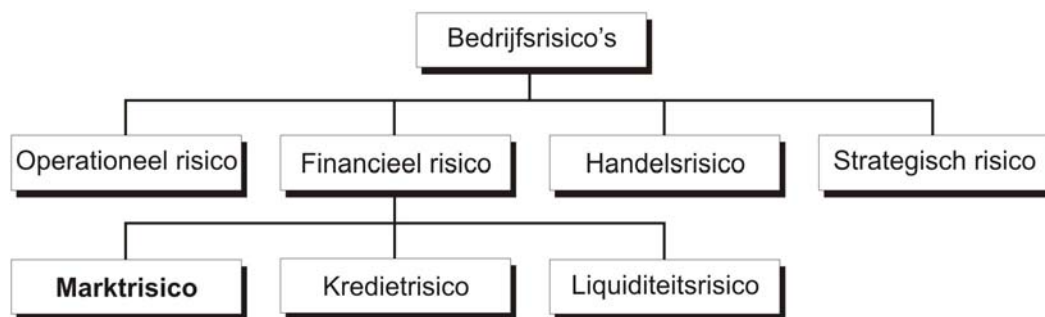 Bedrijfsrisico’s
Operationeel risico
Financieel risico
Handelsrisico
Strategisch risico
Marktrisico
Kredietrisico
Liquiditeitsrisico